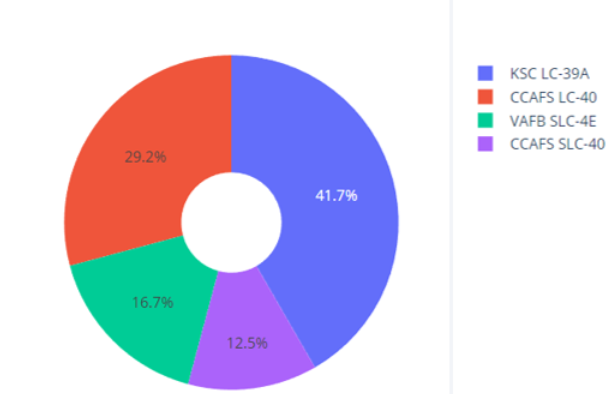 KSC LC-39A
CCAFS LC-40
VAFB SLC-4E
CCAFS SLC-40
29.2%
41.7%
16.7%
12.5%